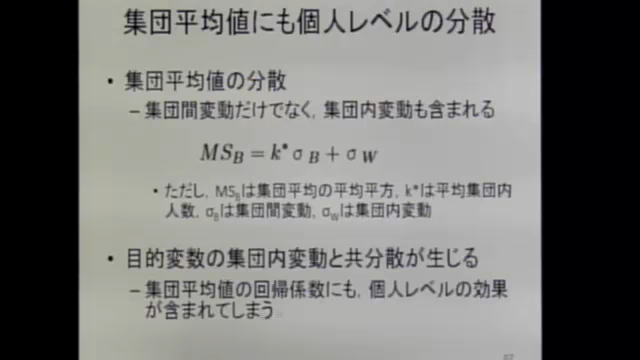 集団平均値にも個人レベルの分散
• 集団平均値の分散
– 集団間変動だけでなく, 集団内変動も含まれる
MS_B = k* σ_B + σ_W
• ただし, MS_Bは集団平均の平均平方, k*は平均集団内
人数, σ_Bは集団間変動, σ_Wは集団内変動
• 目的変数の集団内変動と共分散が生じる
– 集団平均値の回帰係数にも, 個人レベルの効果
が含まれてしまう